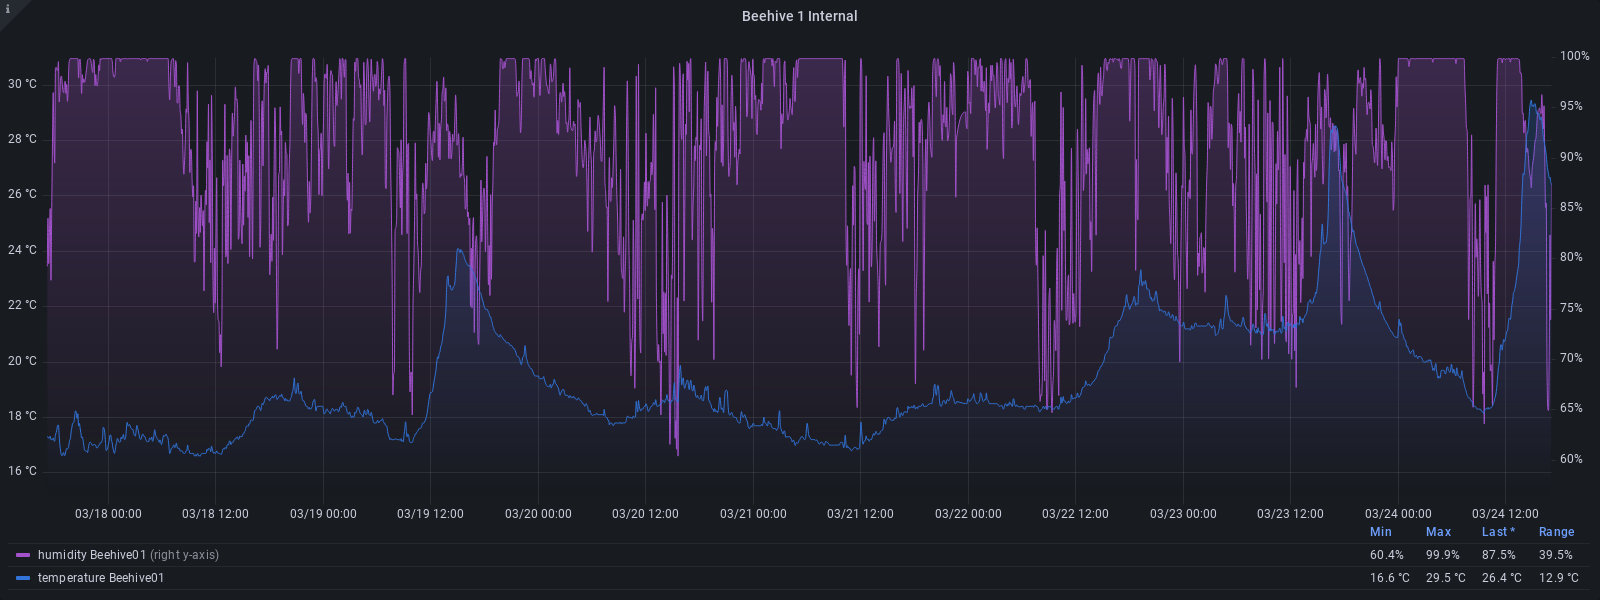 i
Beehive 1 Internal
30 °C
28 °C
26 °C
24 °C
22 °C
20 °C
18 °C
16 °C
100%
95%
90%
85%
80%
75%
70%
65%
60%
03/18 00:00 03/18 12:00 03/19 00:00 03/19 12:00 03/20 00:00 03/20 12:00 03/21 00:00 03/21 12:00 03/22 00:00 03/22 12:00 03/23 00:00 03/23 12:00 03/24 00:00 03/24 12:00
Min Max Last * Range
humidity Beehive01 (right y-axis) 60.4% 99.9% 87.5% 39.5%
temperature Beehive01 16.6 °C 29.5 °C 26.4 °C 12.9 °C